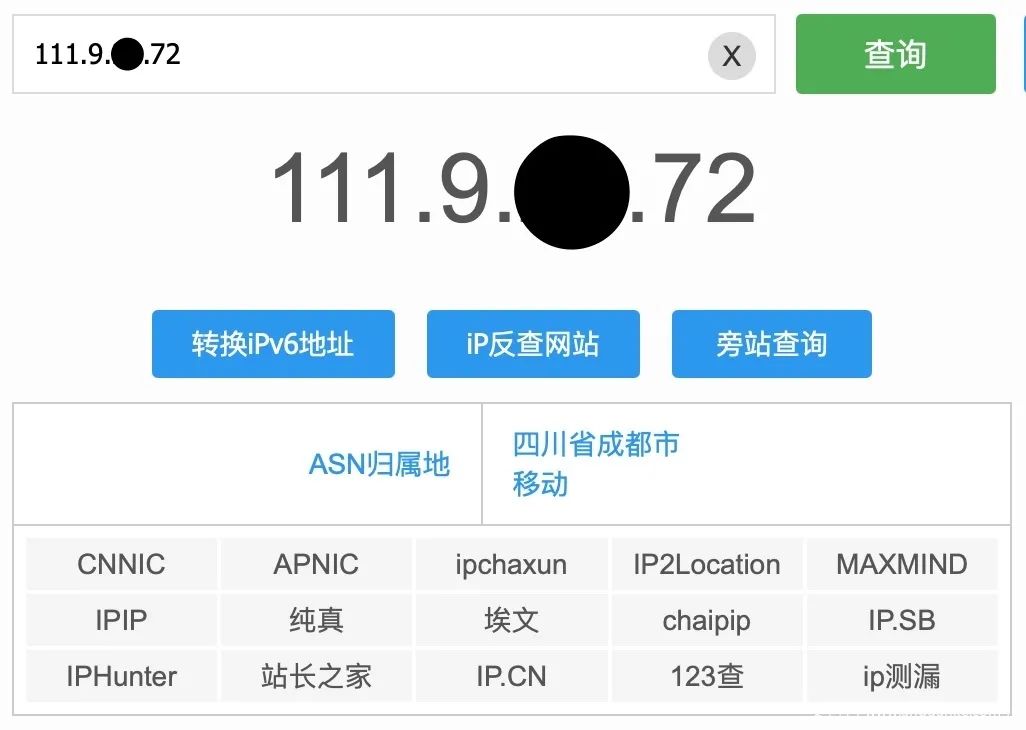 111.9. .72 X 查询
111.9. .72
转换iPv6地址 iP反查网站 旁站查询
ASN归属地 四川省成都市
移动
CNNIC APNIC ipchaxun IP2Location MAXMIND
IPIP 纯真 埃文 chaipip IP.SB
IPHunter 站长之家 IP.CN 123查 ip测漏